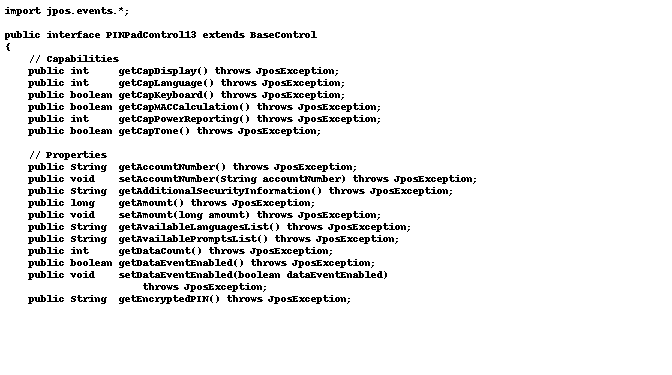 import jpos.events.*;

public interface PINPadControl13 extends BaseControl
{
    // Capabilities
    public int     getCapDisplay() throws JposException;
    public int     getCapLanguage() throws JposException;
    public boolean getCapKeyboard() throws JposException;
    public boolean getCapMACCalculation() throws JposException;
    public int     getCapPowerReporting() throws JposException;
    public boolean getCapTone() throws JposException;

    // Properties
    public String  getAccountNumber() throws JposException;
    public void    setAccountNumber(String accountNumber) throws JposException;
    public String  getAdditionalSecurityInformation() throws JposException;
    public long    getAmount() throws JposException;
    public void    setAmount(long amount) throws JposException;
    public String  getAvailableLanguagesList() throws JposException;
    public String  getAvailablePromptsList() throws JposException;
    public int     getDataCount() throws JposException;
    public boolean getDataEventEnabled() throws JposException;
    public void    setDataEventEnabled(boolean dataEventEnabled)
                       throws JposException;
    public String  getEncryptedPIN() throws JposException;